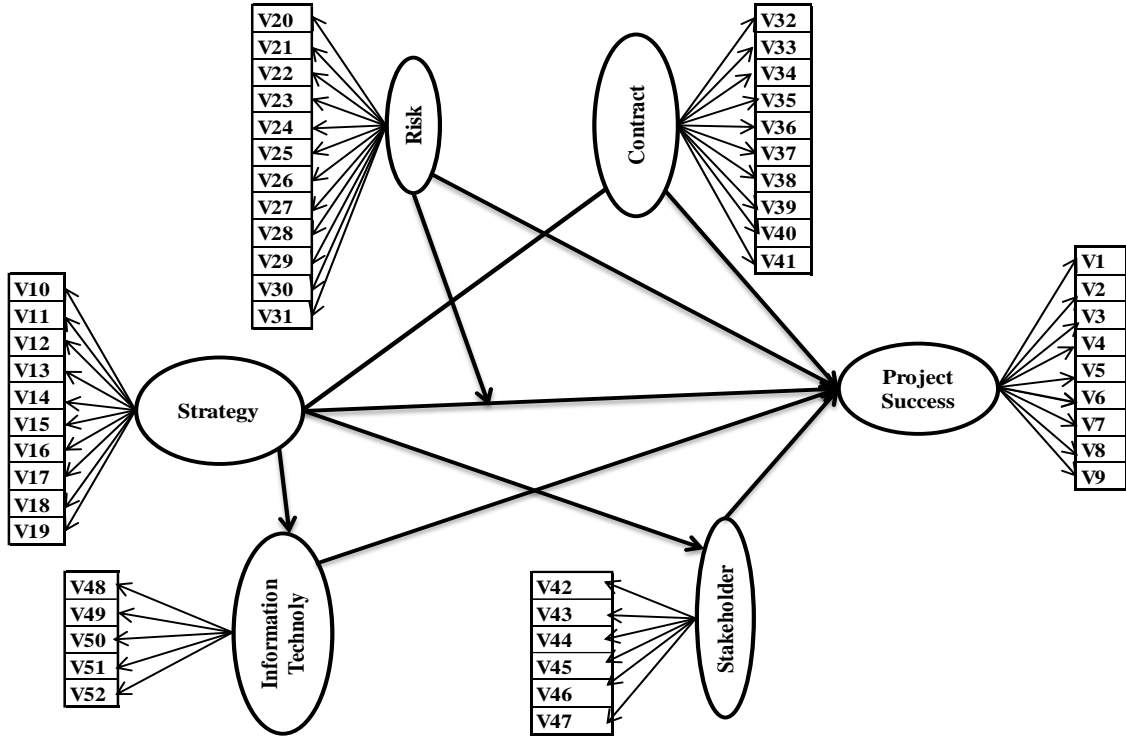 V20
V21
V22
V23
V24
V25
V26
V27
V28
V29
V30
V31
Risk
Contract
V32
V33
V34
V35
V36
V37
V38
V39
V40
V41
V10
V11
V12
V13
V14
V15
V16
V17
V18
V19
Strategy
Project
Success
V1
V2
V3
V4
V5
V6
V7
V8
V9
V48
V49
V50
V51
V52
Information
Technoly
V42
V43
V44
V45
V46
V47
Stakeholder